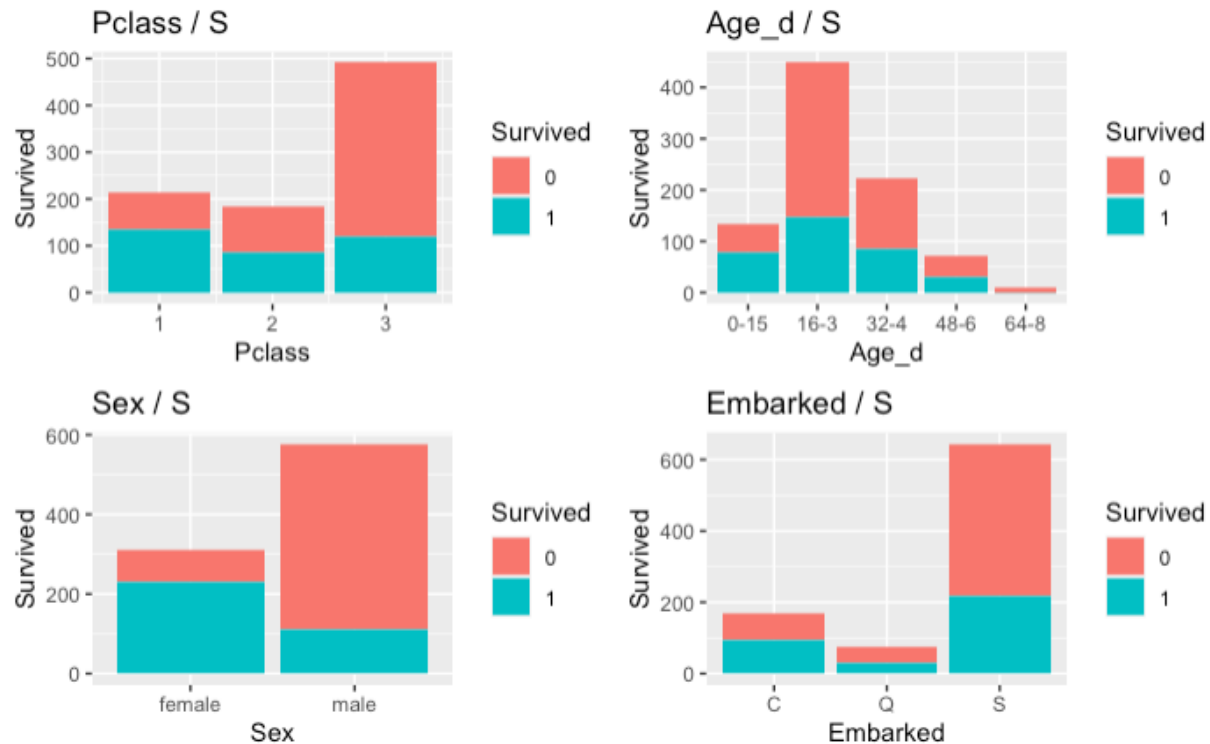 Pclass / S
500
400
300
200
100
0
Survived
1
2
3
Pclass
Survived
0
1
Age_d / S
400
300
200
100
0
Survived
0-15
16-3
32-4
48-6
64-8
Age_d
Survived
0
1
Sex / S
600
400
200
0
Survived
female
male
Sex
Survived
0
1
Embarked / S
600
400
200
0
Survived
C
Q
S
Embarked
Survived
0
1